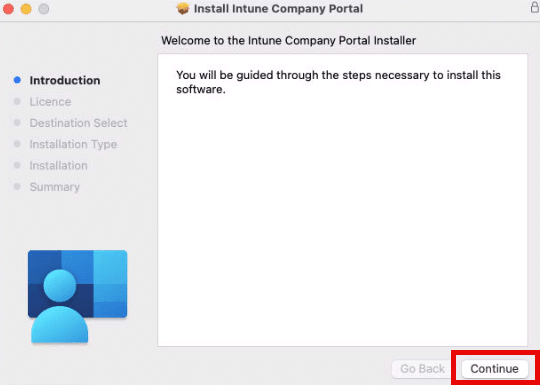 Install Intune Company Portal
Welcome to the Intune Company Portal Installer
Introduction
Licence
Destination Select
Installation Type
Installation
Summary
You will be guided through the steps necessary to install this
software.
Go Back
Continue